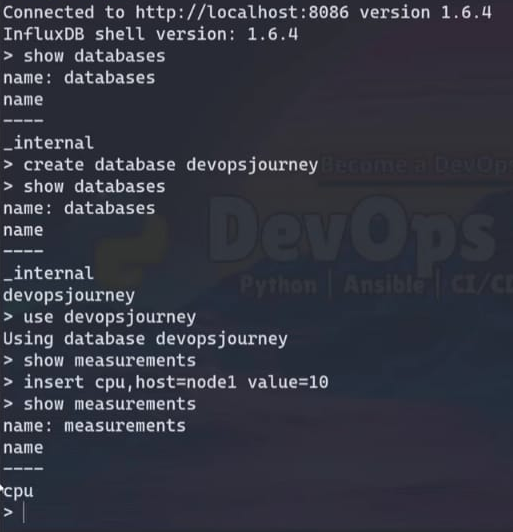 Connected to http://localhost:8086 version 1.6.4
InfluxDB shell version: 1.6.4
> show databases
name: databases
name
----
_internal
> create database devopsjourney
Become a DevOps
> show databases
name: databases
name
----
_internal
devopsjourney
DevOps
Python | Ansible | CI/CD
> use devopsjourney
Using database devopsjourney
> show measurements
> insert cpu,host=node1 value=10
> show measurements
name: measurements
name
----
cpu
>